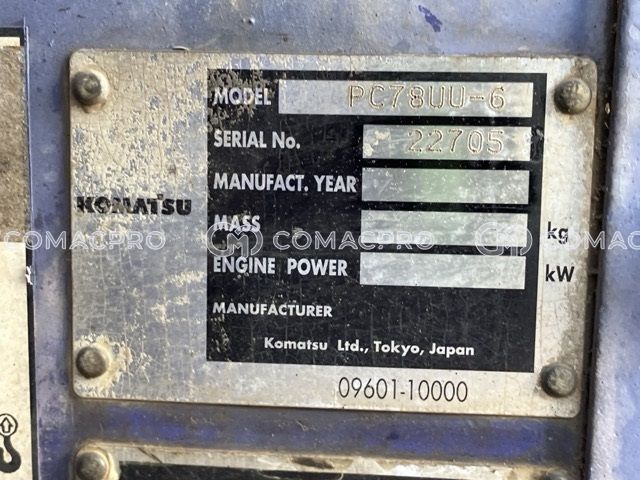 MODEL PC78UU-6
SERIAL No. 22705
MANUFACT. YEAR
KOMATSU
MASS kg
COMACPRO COMACPRO COMACPRO
ENGINE POWER kW
MANUFACTURER
Komatsu Ltd., Tokyo, Japan
09601-10000